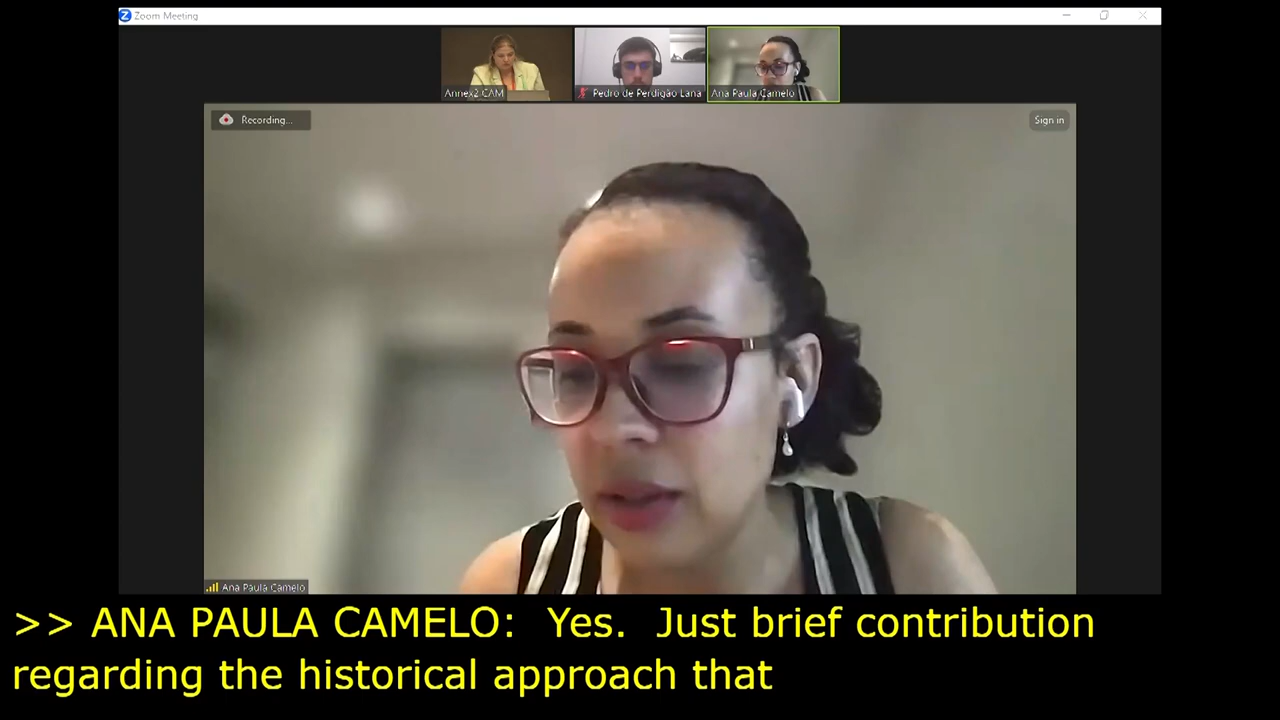 Zoom Meeting
Annex2 CAM
Pedro de Perdigão Lana
Ana Paula Camelo
Recording...
Sign in
Ana Paula Camelo
>> ANA PAULA CAMELO:  Yes.  Just brief contribution
regarding the historical approach that